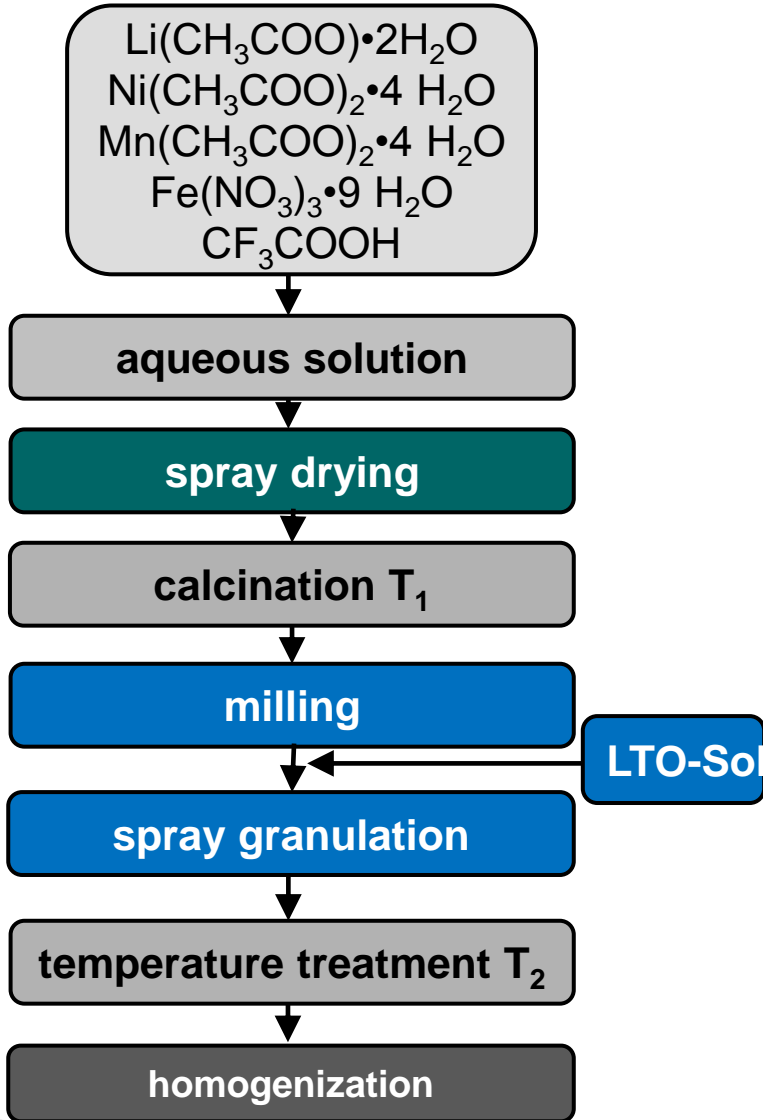 Li(CH₃COO)•2H₂O
Ni(CH₃COO)₂•4 H₂O
Mn(CH₃COO)₂•4 H₂O
Fe(NO₃)₃•9 H₂O
CF₃COOH
aqueous solution
spray drying
calcination T₁
milling
LTO-Sol
spray granulation
temperature treatment T₂
homogenization